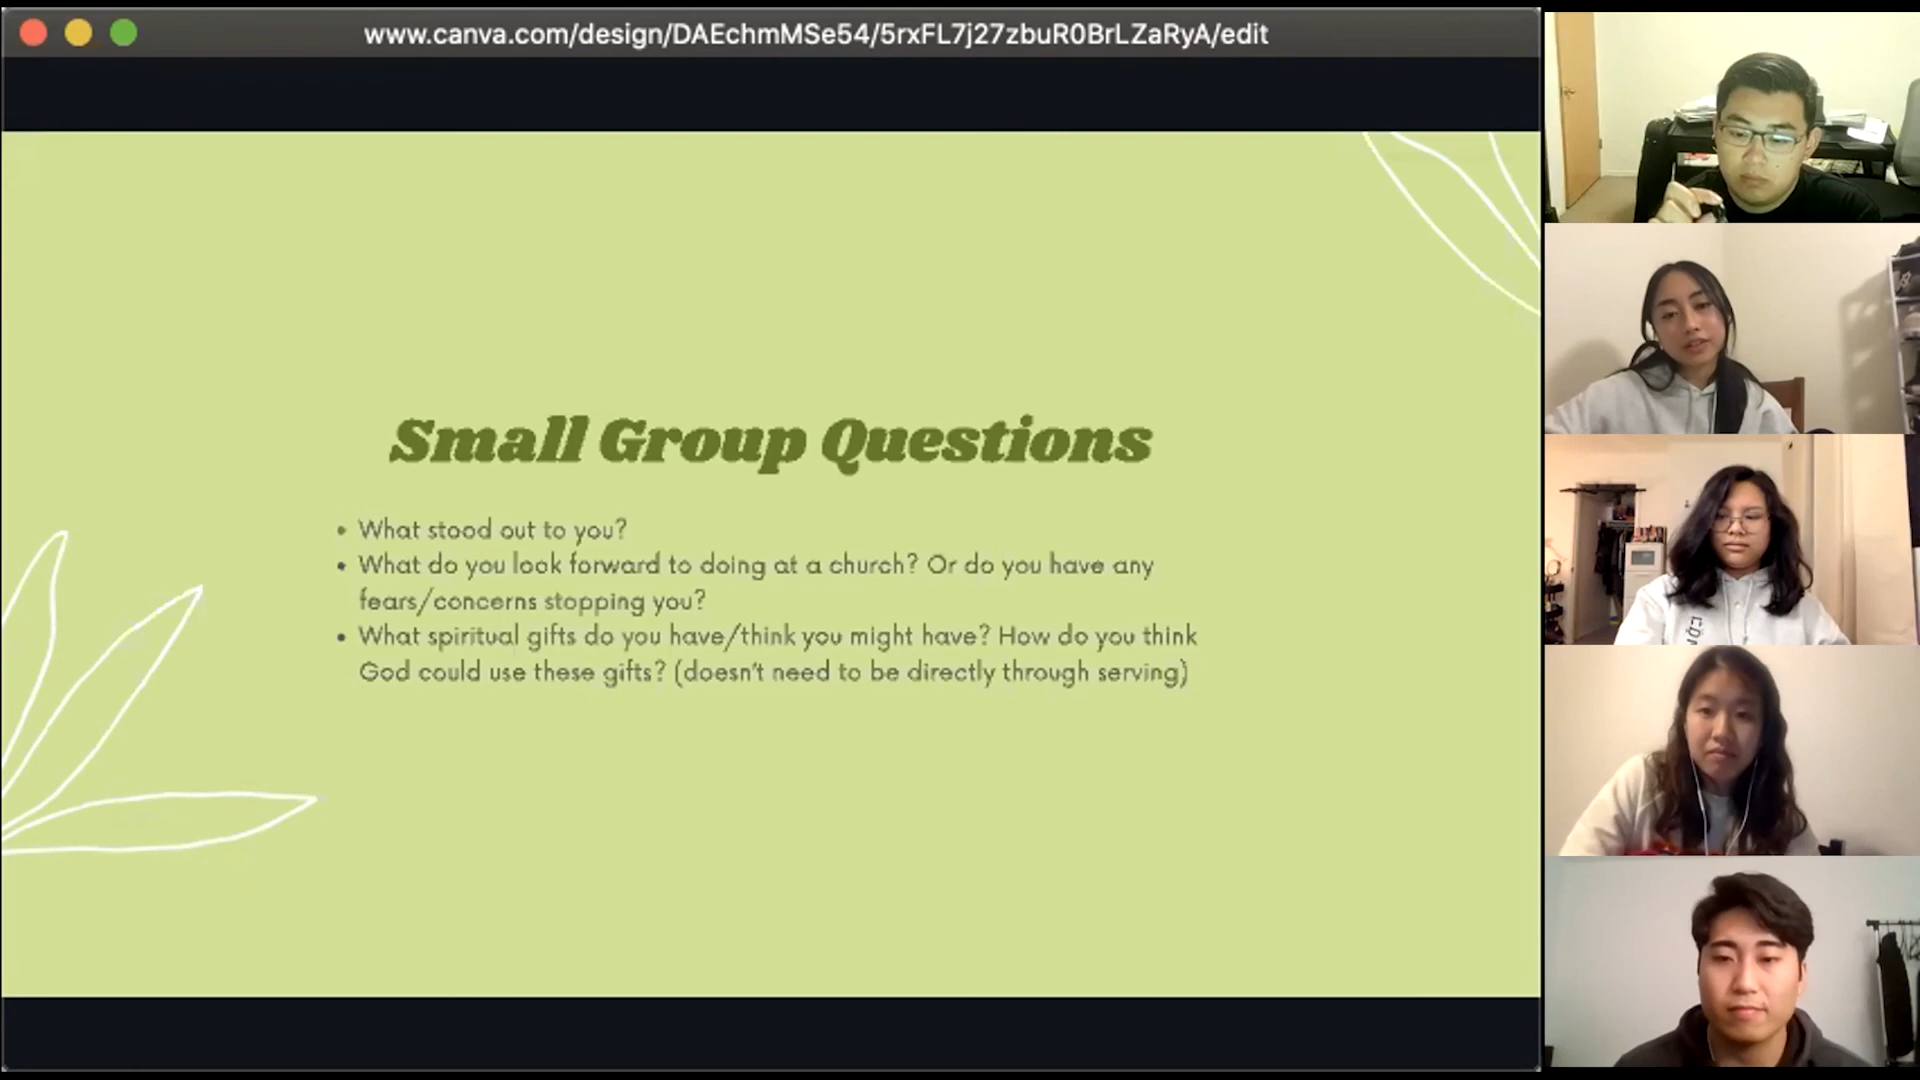 www.canva.com/design/DAEchmMSe54/5rxFL7j27zbuR0BrLZaRyA/edit
Small Group Questions
• What stood out to you?
• What do you look forward to doing at a church? Or do you have any
fears/concerns stopping you?
• What spiritual gifts do you have/think you might have? How do you think
God could use these gifts? (doesn't need to be directly through serving)